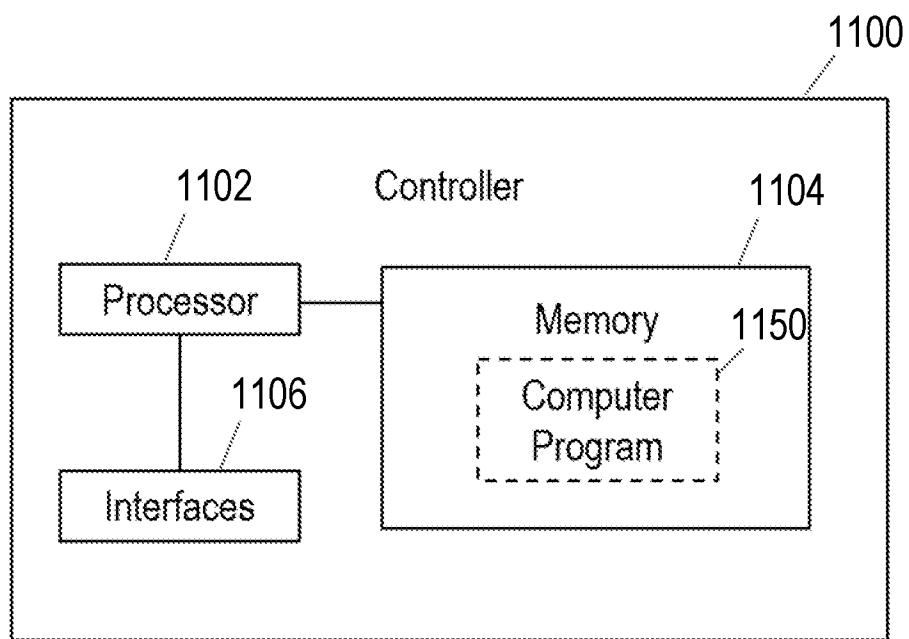 1100
Controller
1102
1104
Processor
Memory
1150
Computer
Program
1106
Interfaces